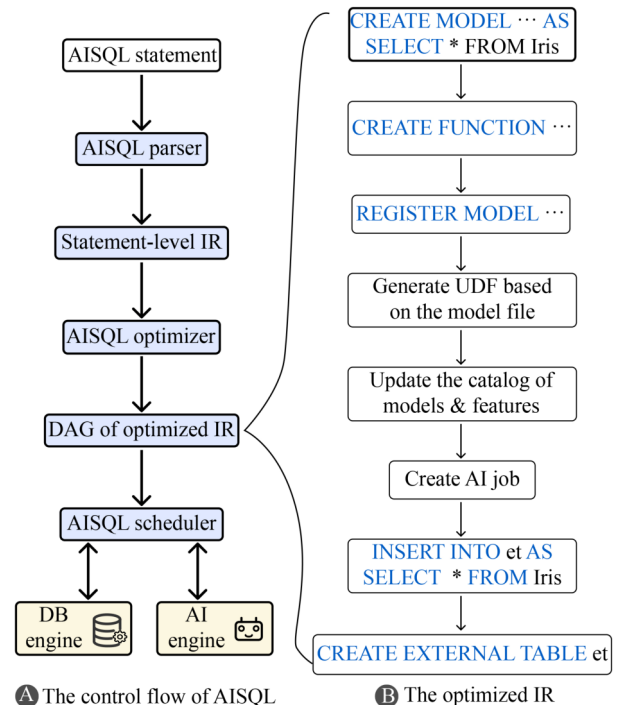 AISQL statement
AISQL parser
Statement-level IR
AISQL optimizer
DAG of optimized IR
AISQL scheduler
DB
engine
AI
engine
A The control flow of AISQL
CREATE MODEL ··· AS
SELECT * FROM Iris
CREATE FUNCTION ···
REGISTER MODEL ···
Generate UDF based
on the model file
Update the catalog of
models & features
Create AI job
INSERT INTO et AS
SELECT * FROM Iris
CREATE EXTERNAL TABLE et
B The optimized IR